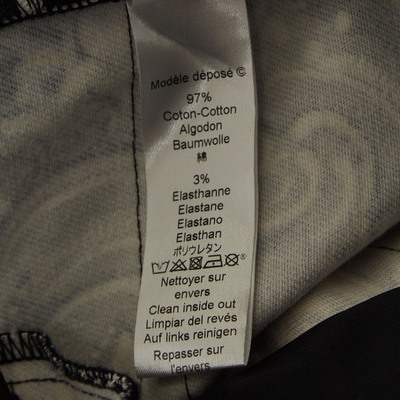 Modèle déposé ©
97%
Coton-Cotton
Algodon
Baumwolle
綿
3%
Elasthanne
Elastane
Elastano
Elasthan
ポリウレタン
Nettoyer sur
envers
Clean inside out
Limpiar del revés
Auf links reinigen
Repasser sur
l'envers